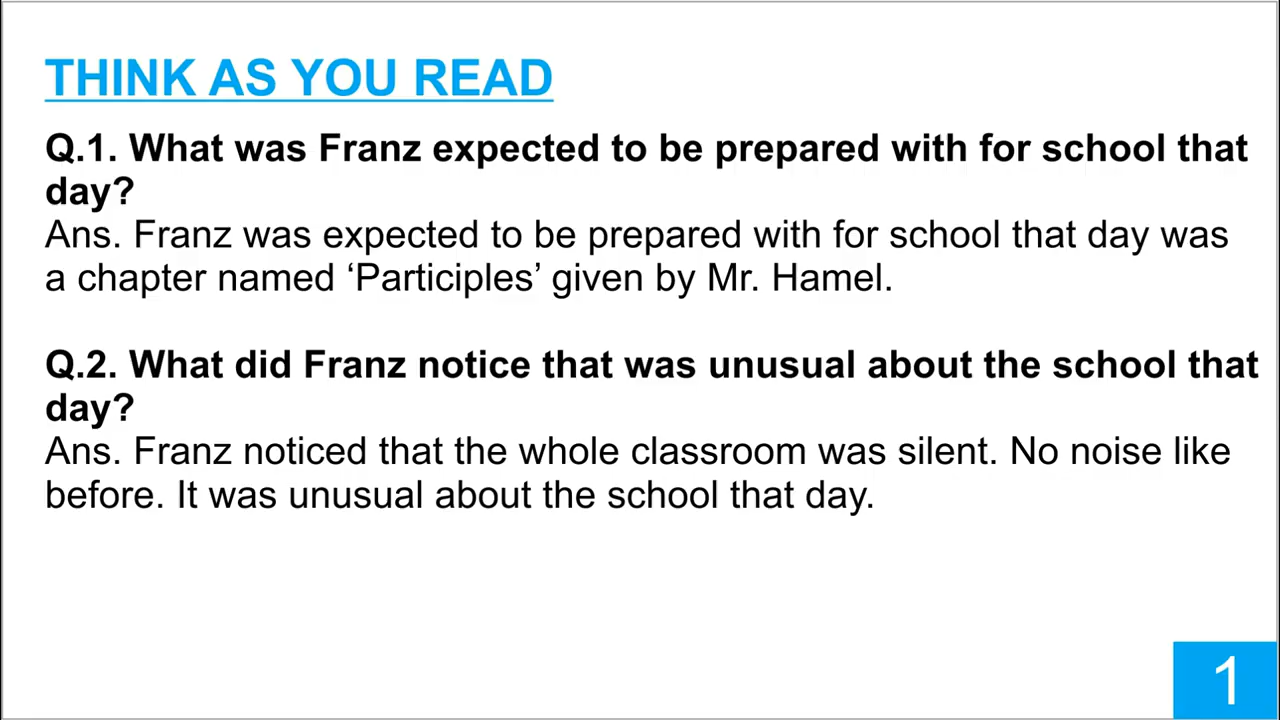 THINK AS YOU READ
Q.1. What was Franz expected to be prepared with for school that
day?
Ans. Franz was expected to be prepared with for school that day was
a chapter named ‘Participles’ given by Mr. Hamel.
Q.2. What did Franz notice that was unusual about the school that
day?
Ans. Franz noticed that the whole classroom was silent. No noise like
before. It was unusual about the school that day.
1